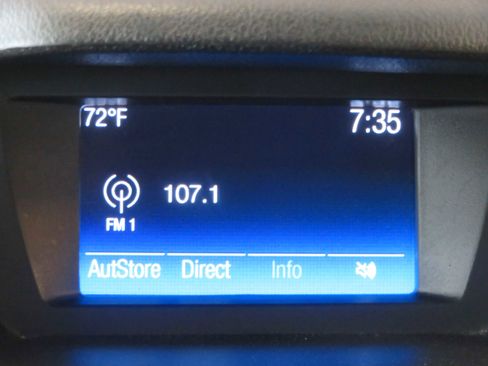 72°F 7:35
107.1
FM 1
AutStore Direct Info